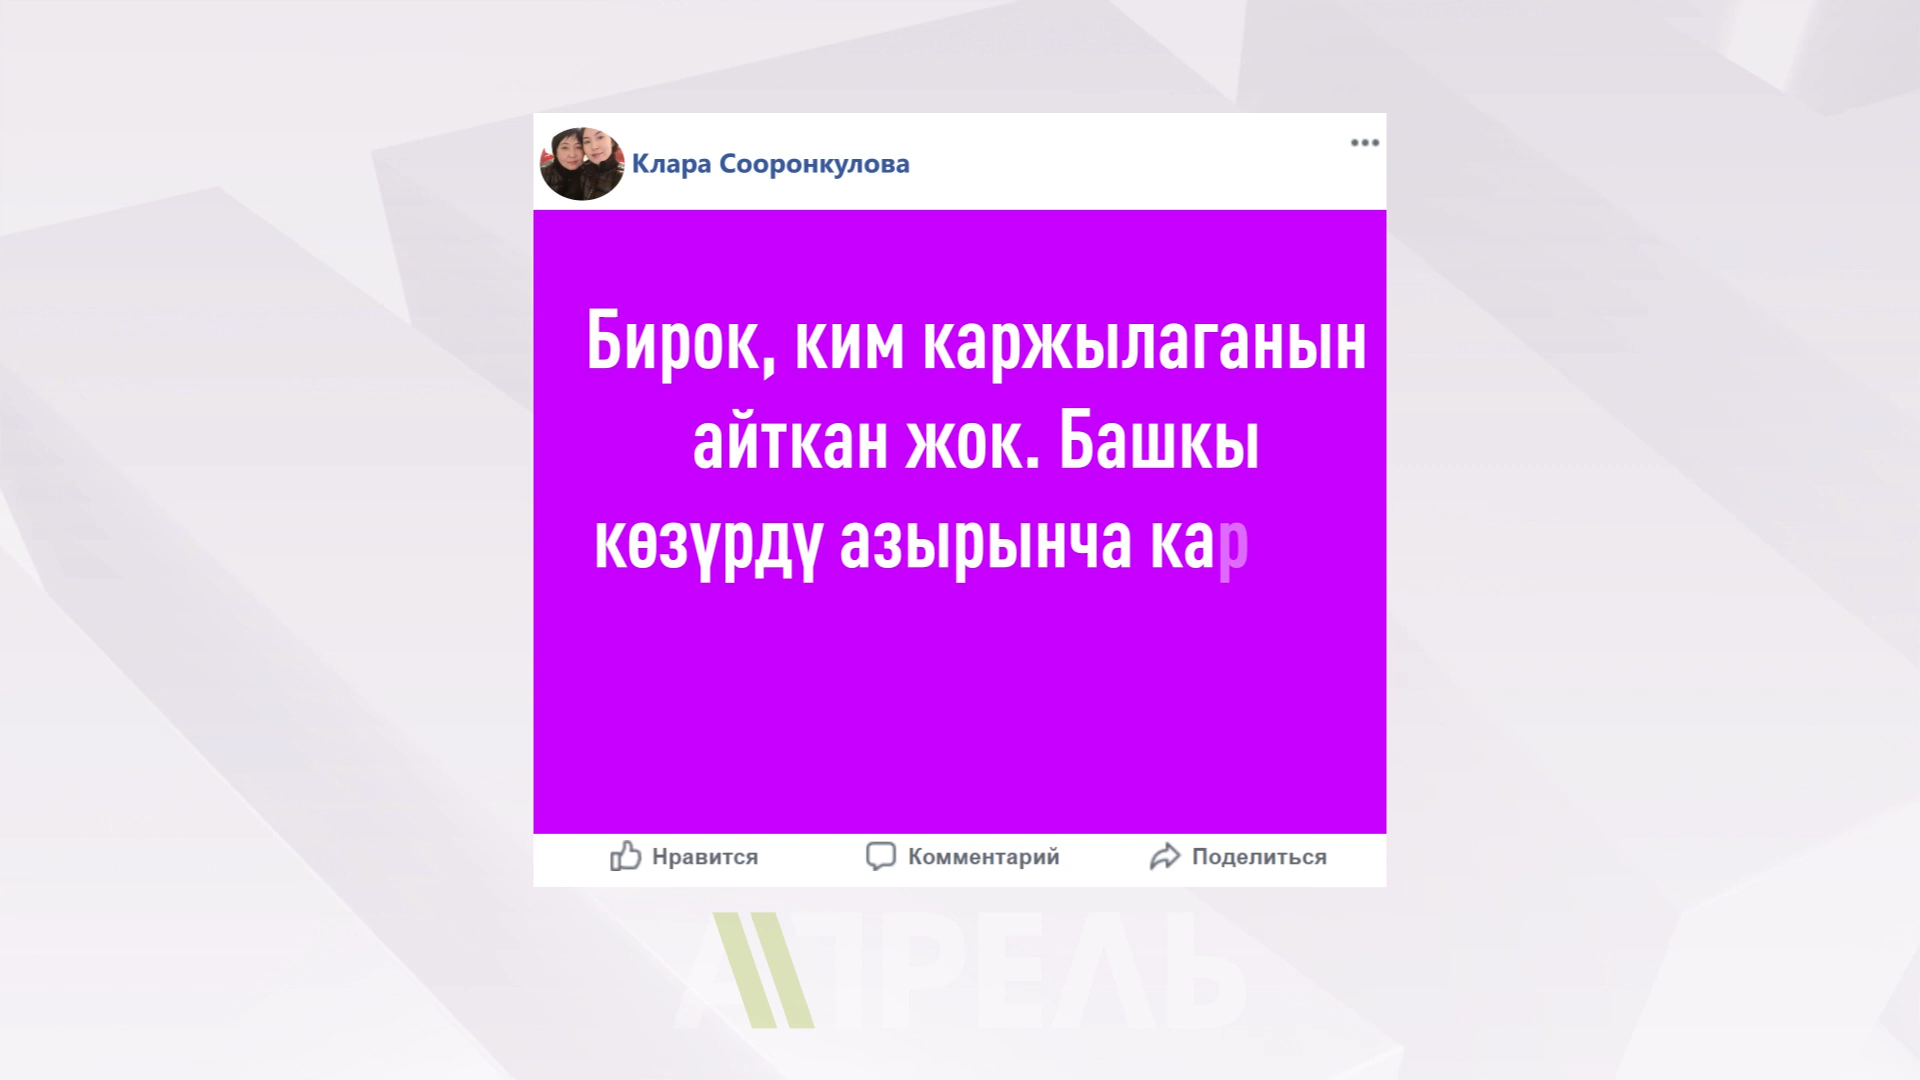 Клара Сооронкулова
Бирок, ким каржылаганын
айткан жок. Башкы
көзүрдү азырынча кар
Нравится
Комментарий
Поделиться
АПРЕЛЬ